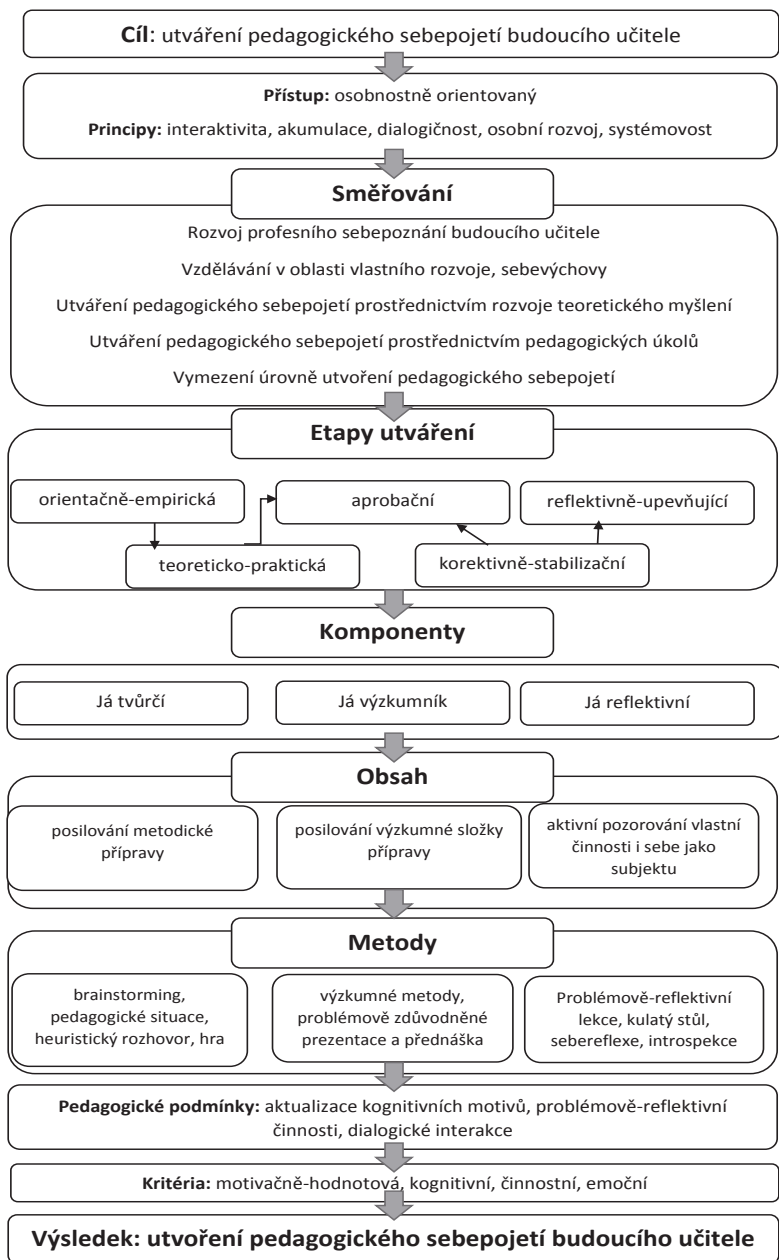 Cíl: utváření pedagogického sebepojetí budoucího učitele
Přístup: osobnostně orientovaný
Principy: interaktivita, akumulace, dialogičnost, osobní rozvoj, systémovost
Směřování
Rozvoj profesního sebepoznání budoucího učitele
Vzdělávání v oblasti vlastního rozvoje, sebevýchovy
Utváření pedagogického sebepojetí prostřednictvím rozvoje teoretického myšlení
Utváření pedagogického sebepojetí prostřednictvím pedagogických úkolů
Vymezení úrovně utvoření pedagogického sebepojetí
Etapy utváření
orientačně-empirická
aprobační
reflektivně-upevňující
teoreticko-praktická
korektivně-stabilizační
Komponenty
Já tvůrčí
Já výzkumník
Já reflektivní
Obsah
posilování metodické
přípravy
posilování výzkumné složky
přípravy
aktivní pozorování vlastní
činnosti i sebe jako
subjektu
Metody
brainstorming,
pedagogické situace,
heuristický rozhovor, hra
výzkumné metody,
problémově zdůvodněné
prezentace a přednáška
Problémově-reflektivní
lekce, kulatý stůl,
sebereflexe, introspekce
Pedagogické podmínky: aktualizace kognitivních motivů, problémově-reflektivní
činnosti, dialogické interakce
Kritéria: motivačně-hodnotová, kognitivní, činnostní, emoční
Výsledek: utvoření pedagogického sebepojetí budoucího učitele